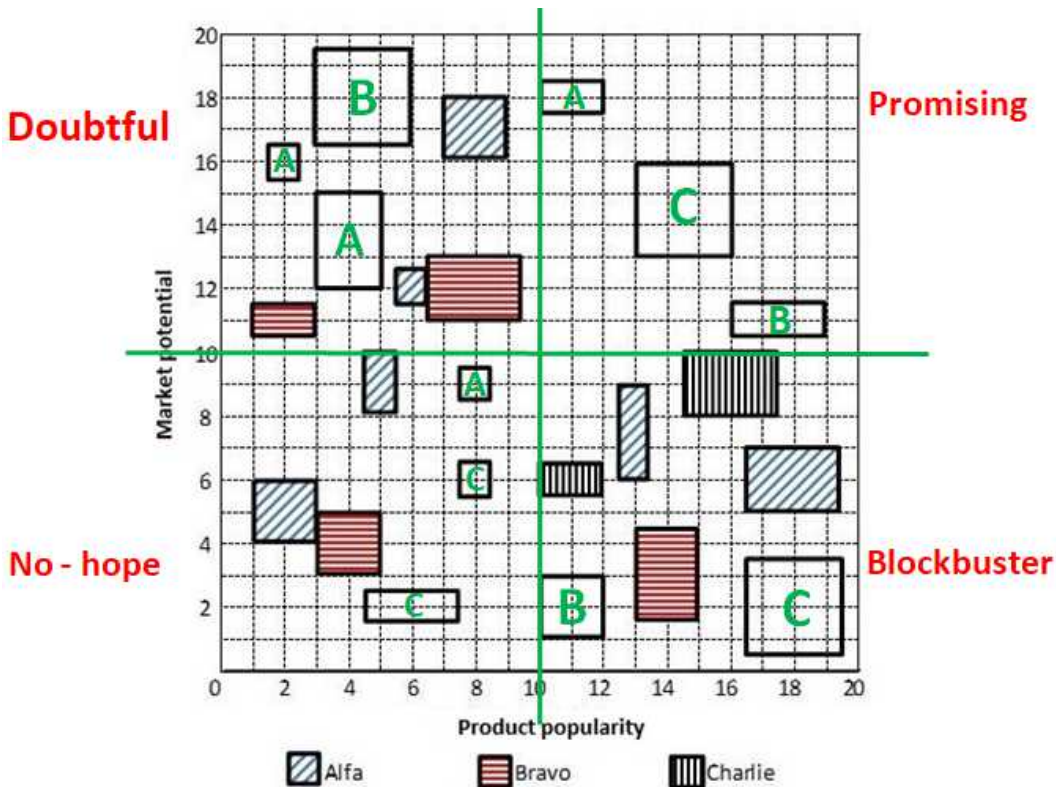 20
B
A
18
Promising
Doubtful
16
A
C
14
A
12
B
10
Market potential
A
8
C
6
4
No - hope
Blockbuster
C
B
C
2
0 2 4 6 8 10 12 14 16 18 20
Product popularity
Alfa Bravo Charlie